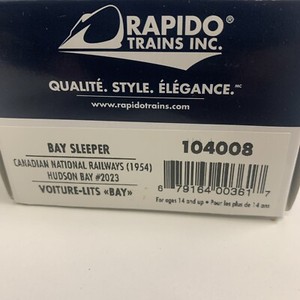 RAPIDO
TRAINS INC.
QUALITÉ. STYLE. ÉLÉGANCE.MC
www.rapidotrains.com
BAY SLEEPER
104008
CANADIAN NATIONAL RAILWAYS (1954)
HUDSON BAY #2023
VOITURE-LITS «BAY»
6 79164 00361 7
For ages 14 and up • Pour les plus de 14 ans